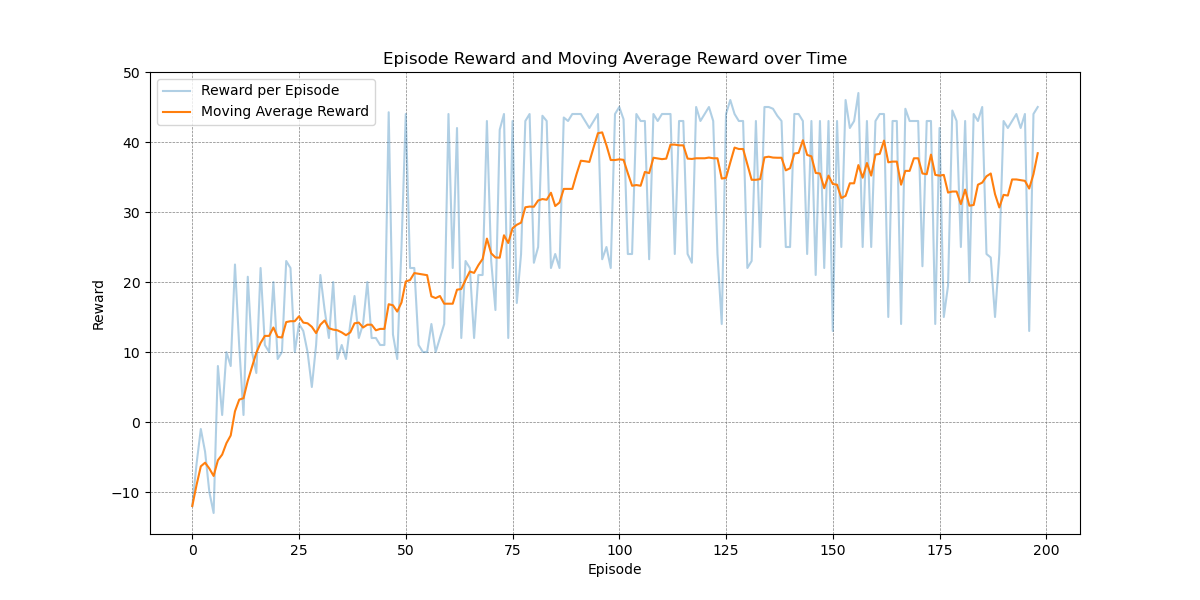 Episode Reward and Moving Average Reward over Time
Reward per Episode
Moving Average Reward
Reward
50
40
30
20
10
0
−10
0 25 50 75 100 125 150 175 200
Episode